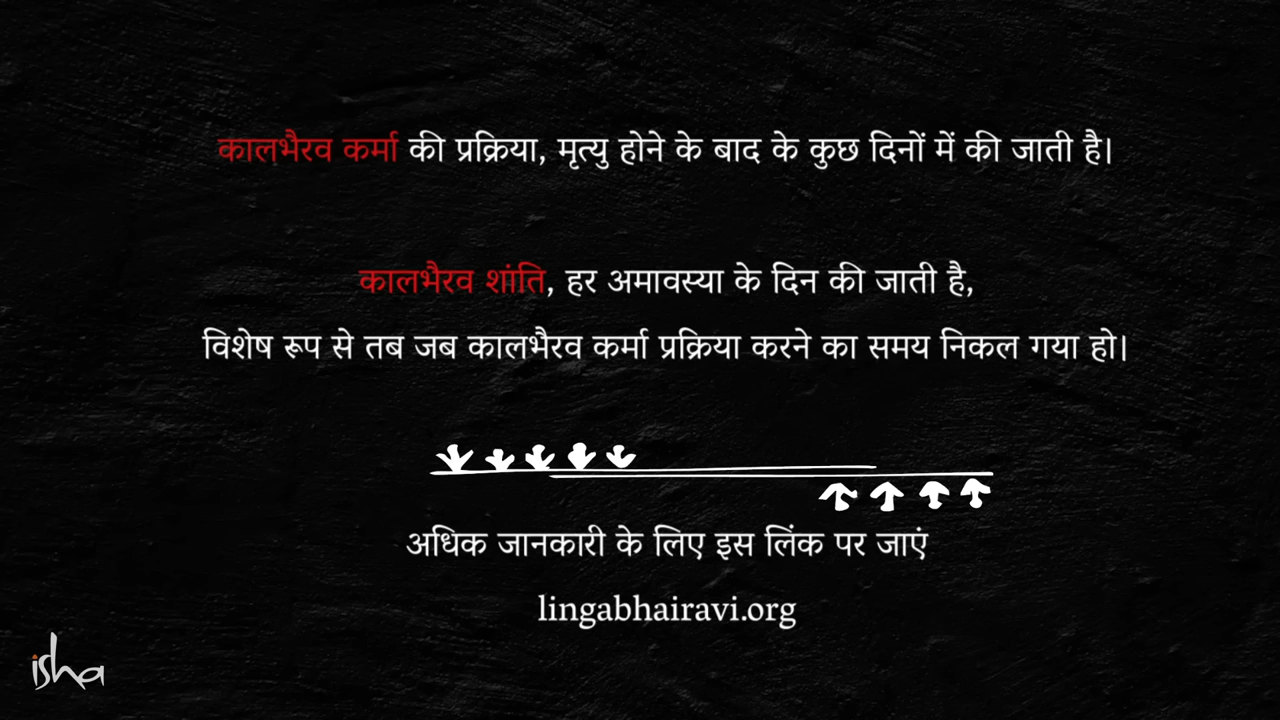 कालभैरव कर्मा की प्रक्रिया, मृत्यु होने के बाद के कुछ दिनों में की जाती है।
कालभैरव शांति, हर अमावस्या के दिन की जाती है,
विशेष रूप से तब जब कालभैरव कर्मा प्रक्रिया करने का समय निकल गया हो।
अधिक जानकारी के लिए इस लिंक पर जाएं
lingabhairavi.org
isha